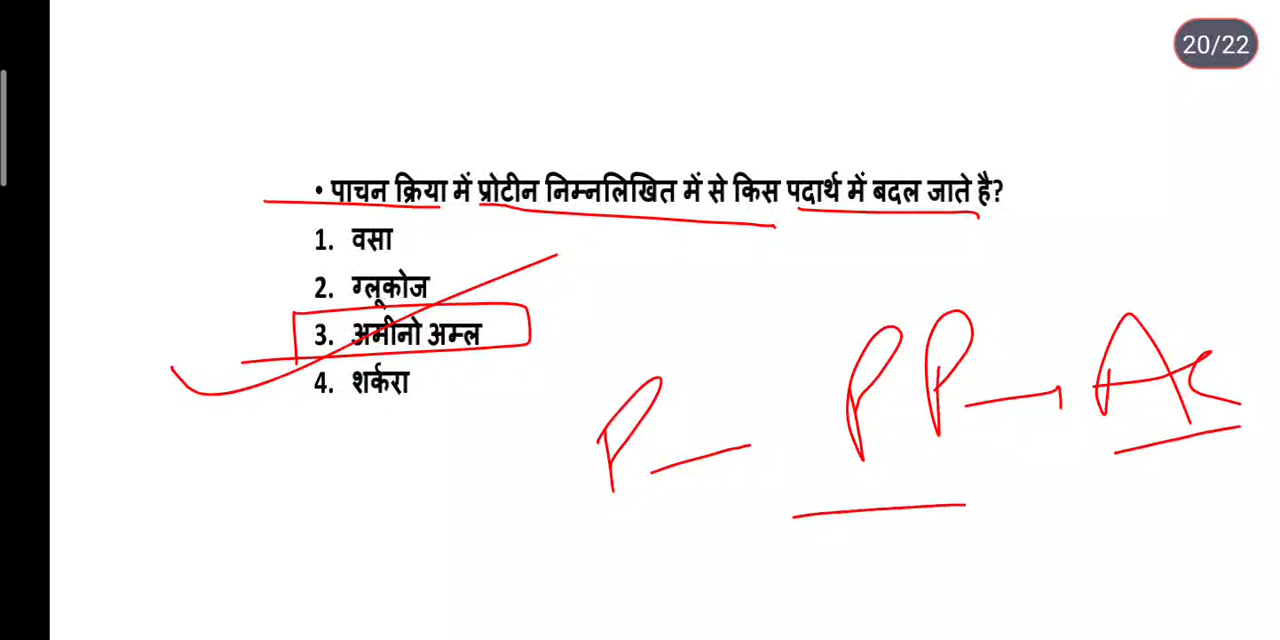 20/22
• पाचन क्रिया में प्रोटीन निम्नलिखित में से किस पदार्थ में बदल जाते है?
1. वसा
2. ग्लूकोज
3. अमीनो अम्ल
4. शर्करा
P PP Ac